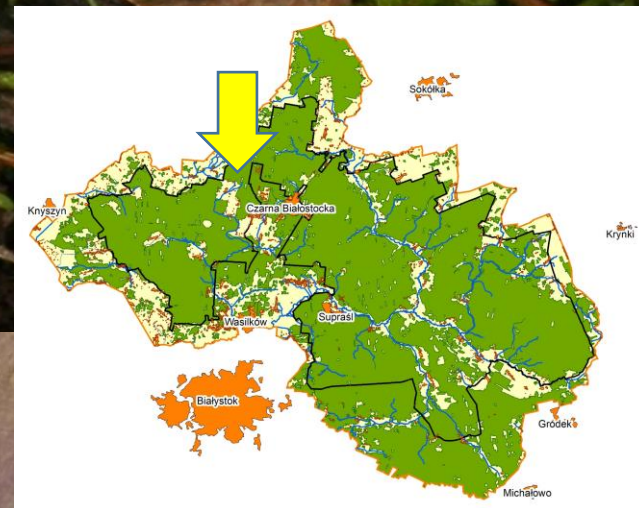 Sokółka
Knyszyn
Czarna Białostocka
Krynki
Wasilków
Supraśl
Białystok
Gródek
Michałowo